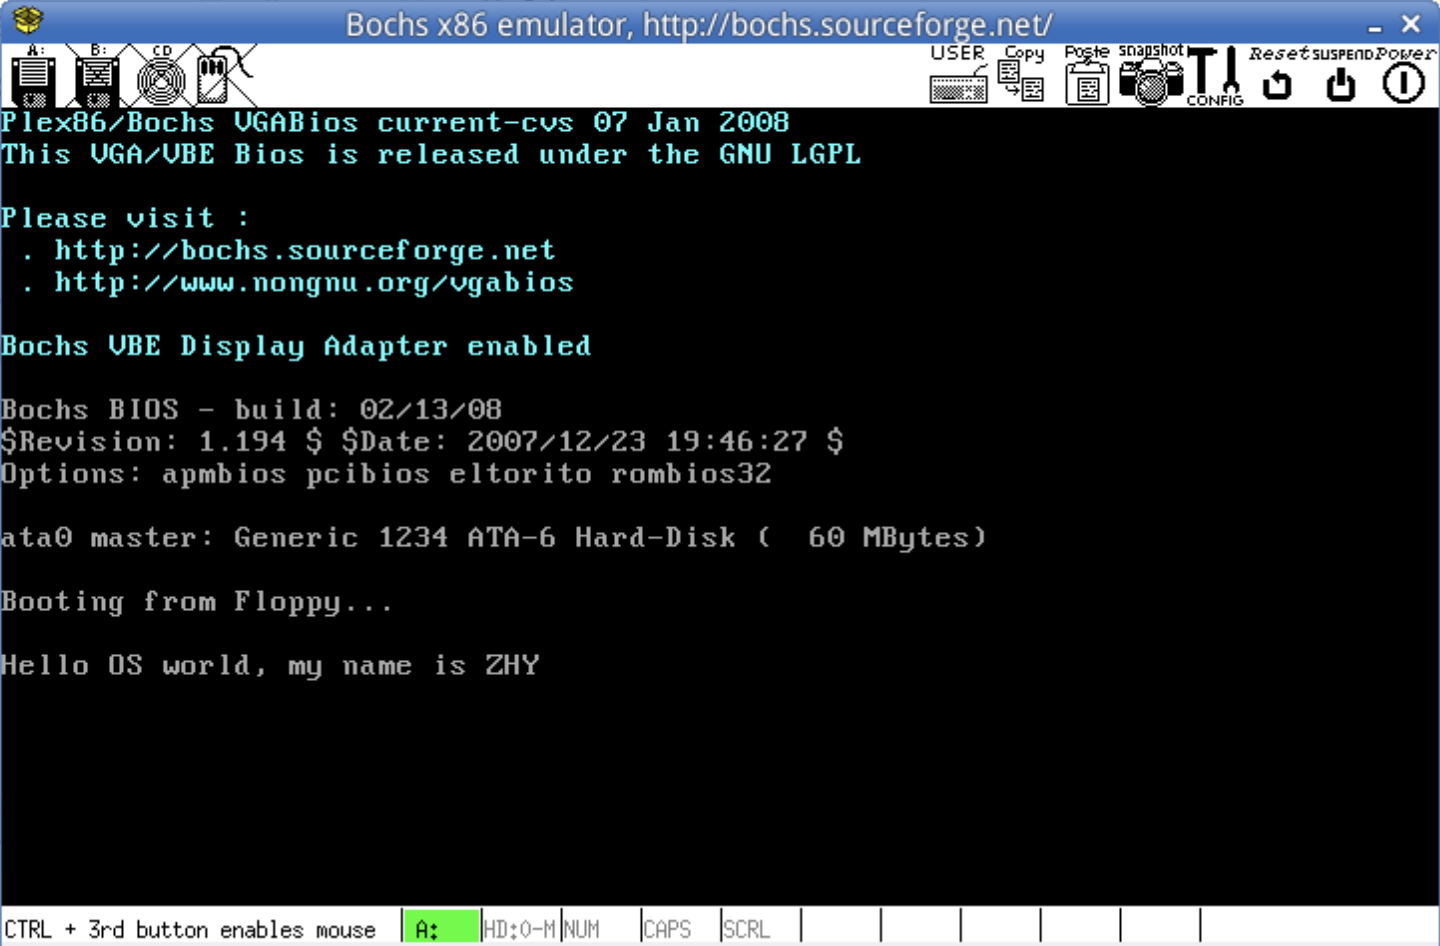 Bochs x86 emulator, http://bochs.sourceforge.net/
A: B: CD USER Copy Paste snapshot CONFIG Reset SUSPEND Power
Plex86/Bochs VGABios current-cvs 07 Jan 2008
This VGA/VBE Bios is released under the GNU LGPL
Please visit :
. http://bochs.sourceforge.net
. http://www.nongnu.org/vgabios
Bochs VBE Display Adapter enabled
Bochs BIOS - build: 02/13/08
$Revision: 1.194 $ $Date: 2007/12/23 19:46:27 $
Options: apmbios pcibios eltorito rombios32
ata0 master: Generic 1234 ATA-6 Hard-Disk ( 60 MBytes)
Booting from Floppy...
Hello OS world, my name is ZHY
CTRL + 3rd button enables mouse A: HD:0-M NUM CAPS SCRL